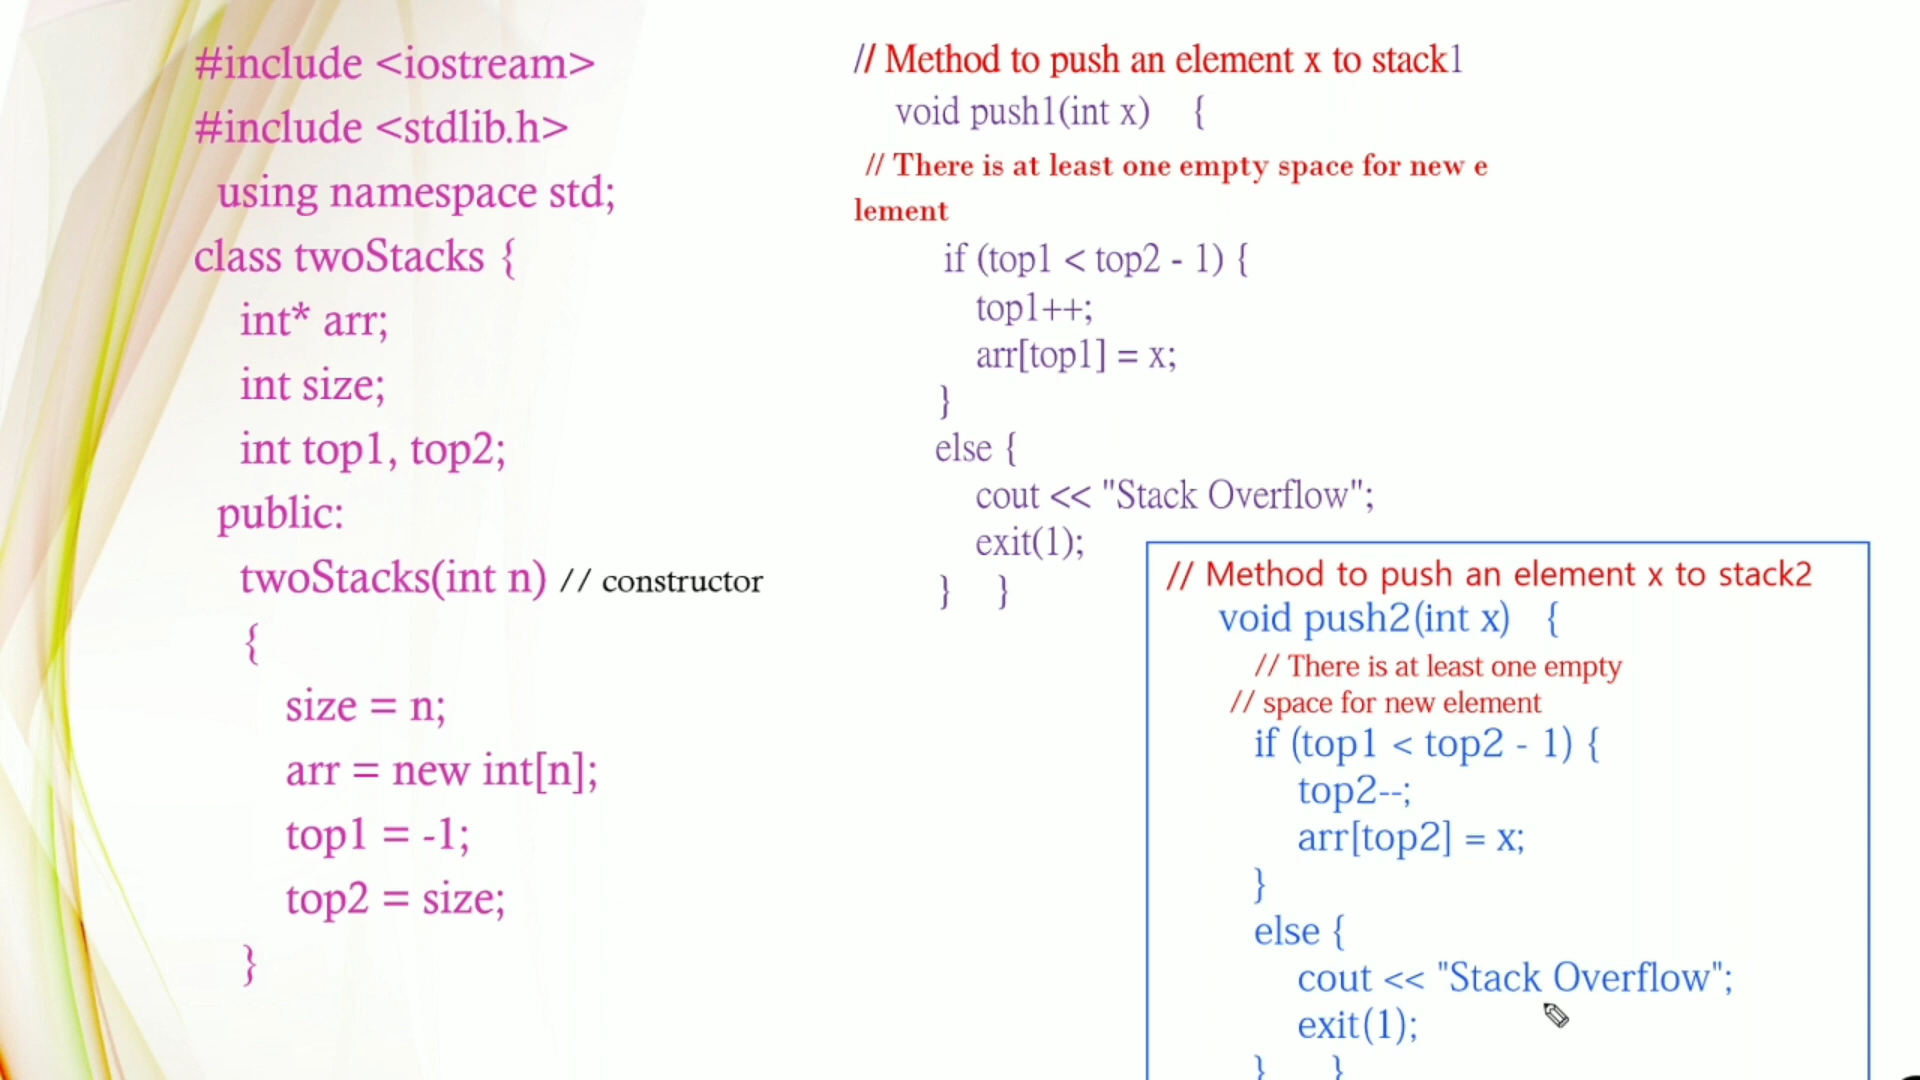 #include <iostream>
#include <stdlib.h>
using namespace std;
class twoStacks {
int* arr;
int size;
int top1, top2;
public:
twoStacks(int n) // constructor
{
size = n;
arr = new int[n];
top1 = -1;
top2 = size;
}
// Method to push an element x to stack1
void push1(int x) {
// There is at least one empty space for new e
lement
if (top1 < top2 - 1) {
top1++;
arr[top1] = x;
}
else {
cout << "Stack Overflow";
exit(1);
} }
// Method to push an element x to stack2
void push2(int x) {
// There is at least one empty
// space for new element
if (top1 < top2 - 1) {
top2--;
arr[top2] = x;
}
else {
cout << "Stack Overflow";
exit(1);
} }